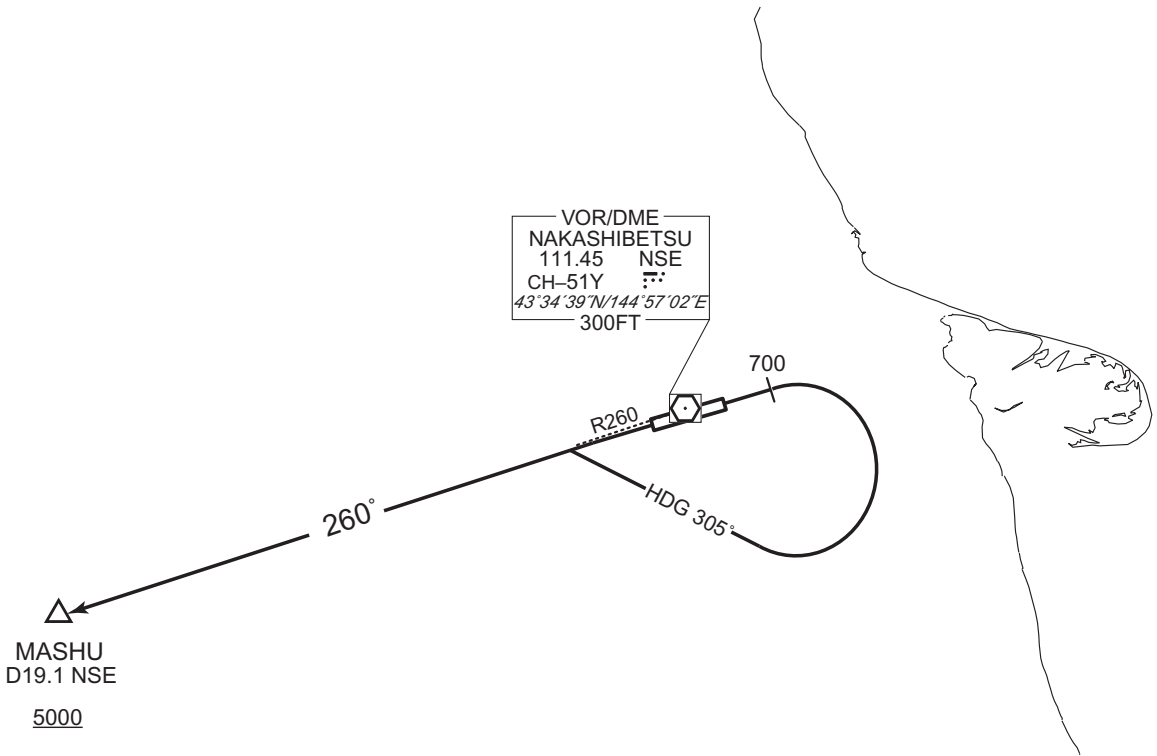 VOR/DME
NAKASHIBETSU
111.45 NSE
CH–51Y
43°34′39″N/144°57′02″E
300FT
700
R260
HDG 305°
260°
MASHU
D19.1 NSE
5000